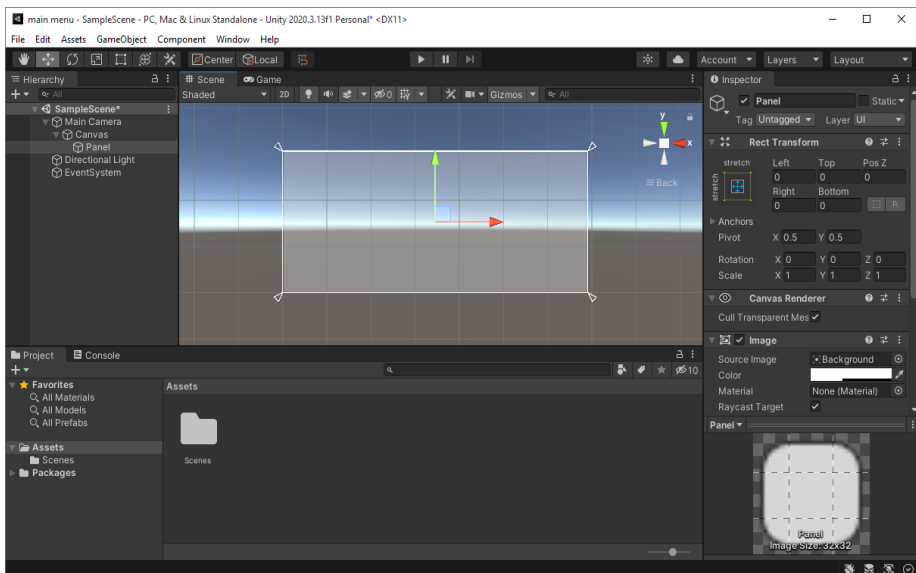 main menu - SampleScene - PC, Mac & Linux Standalone - Unity 2020.3.13f1 Personal* <DX11>
File Edit Assets GameObject Component Window Help
Center Local Account Layers Layout
Hierarchy
All
SampleScene*
Main Camera
Canvas
Panel
Directional Light
EventSystem
Scene Game
Shaded 2D 0 Gizmos All
y
x
Back
Inspector
Panel Static
Tag Untagged Layer UI
Rect Transform
stretch Left Top Pos Z
stretch 0 0 0
Right Bottom
0 0 R
Anchors
Pivot X 0.5 Y 0.5
Rotation X 0 Y 0 Z 0
Scale X 1 Y 1 Z 1
Canvas Renderer
Cull Transparent Mes
Image
Source Image Background
Color
Material None (Material)
Raycast Target
Panel
Panel
Image Size: 32x32
Project Console
10
Favorites
All Materials
All Models
All Prefabs
Assets
Scenes
Packages
Assets
Scenes